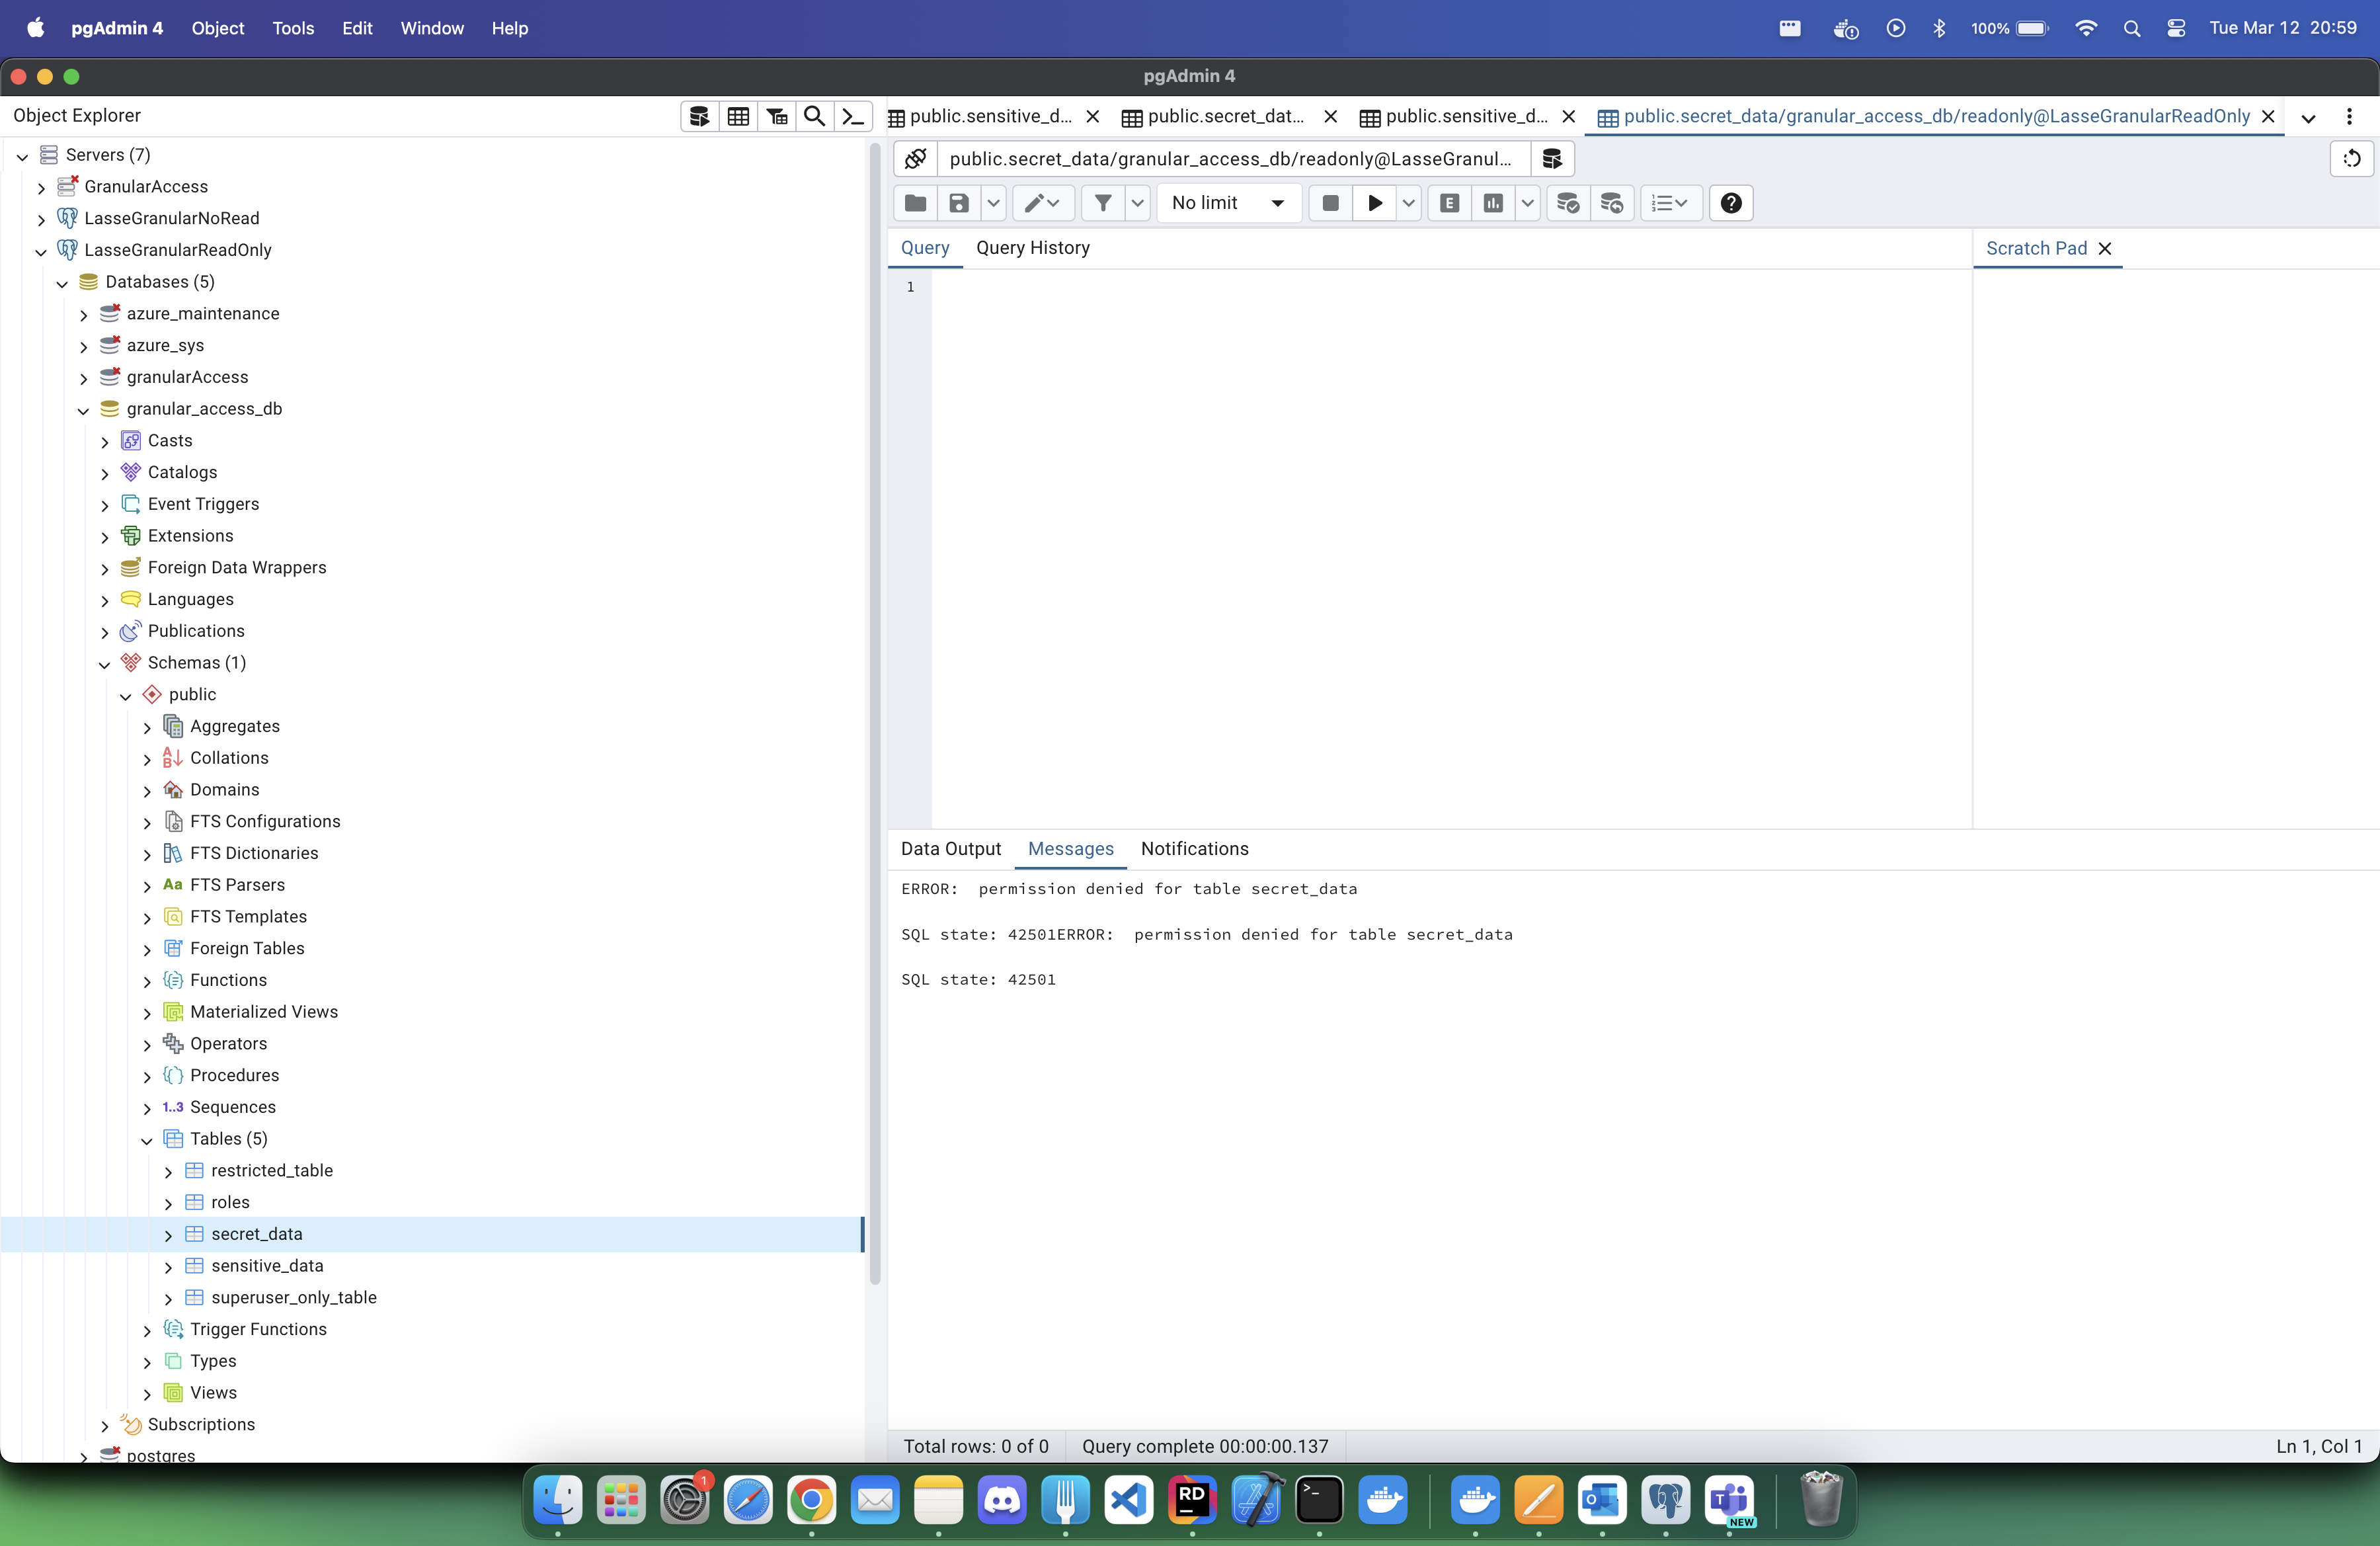 pgAdmin 4 Object Tools Edit Window Help 100% Tue Mar 12 20:59
pgAdmin 4
Object Explorer
public.sensitive_d... public.secret_dat... public.sensitive_d... public.secret_data/granular_access_db/readonly@LasseGranularReadOnly
public.secret_data/granular_access_db/readonly@LasseGranul...
No limit
E
Query Query History
Scratch Pad
1
Servers (7)
GranularAccess
LasseGranularNoRead
LasseGranularReadOnly
Databases (5)
azure_maintenance
azure_sys
granularAccess
granular_access_db
Casts
Catalogs
Event Triggers
Extensions
Foreign Data Wrappers
Languages
Publications
Schemas (1)
public
Aggregates
Collations
Domains
FTS Configurations
FTS Dictionaries
Aa FTS Parsers
FTS Templates
Foreign Tables
Functions
Materialized Views
Operators
Procedures
1..3 Sequences
Tables (5)
restricted_table
roles
secret_data
sensitive_data
superuser_only_table
Trigger Functions
Types
Views
Subscriptions
postgres
Data Output Messages Notifications
ERROR:  permission denied for table secret_data
SQL state: 42501ERROR:  permission denied for table secret_data
SQL state: 42501
Total rows: 0 of 0 Query complete 00:00:00.137
Ln 1, Col 1
1
RD
NEW